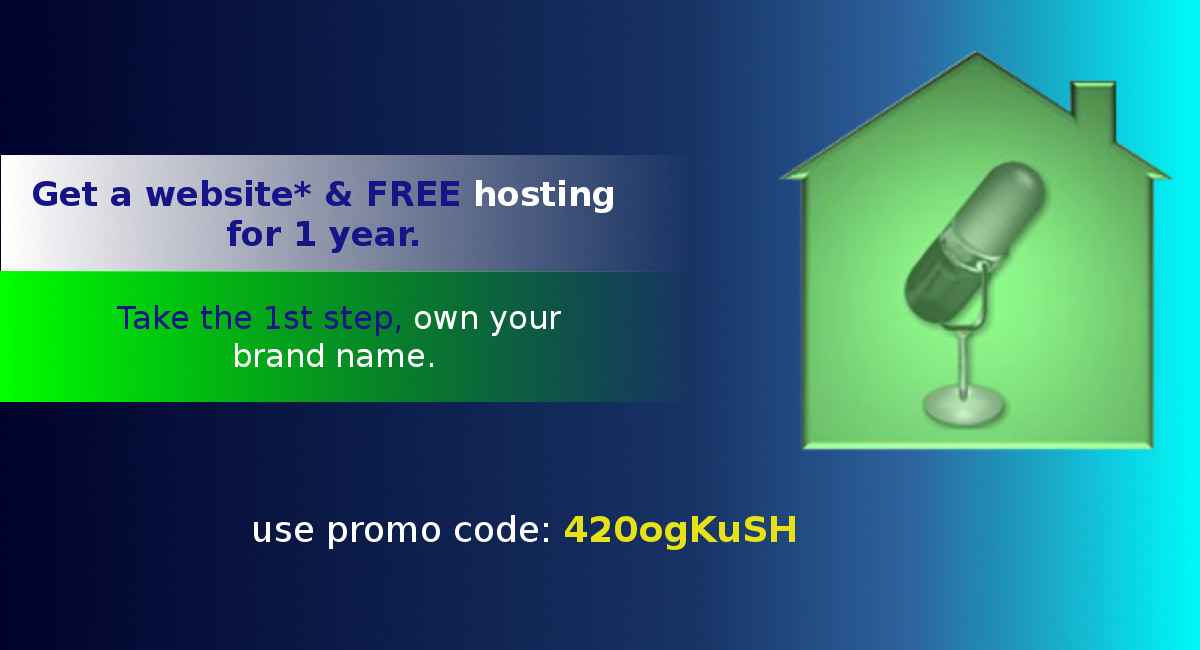 Get a website* & FREE hosting
for 1 year.
Take the 1st step, own your
brand name.
use promo code: 420ogKuSH